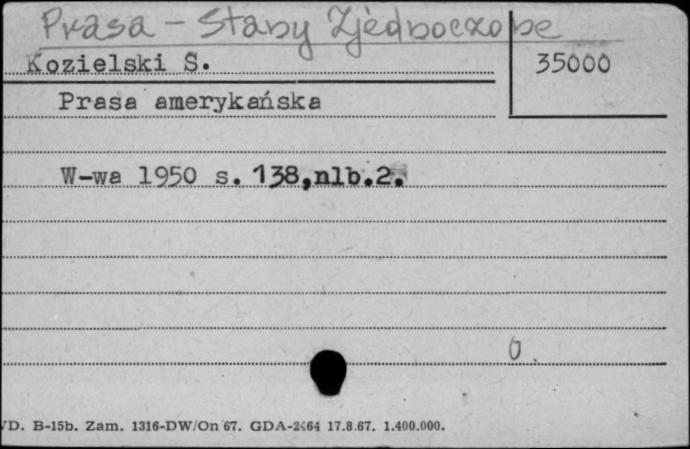 Prasa - Stany Zjednoczone
Kozielski S.
35000
Prasa amerykańska
W-wa 1950 s. 138,nlb.2.
0
VD. B-15b. Zam. 1316-DW/On 67. GDA-2464 17.8.67. 1.400.000.